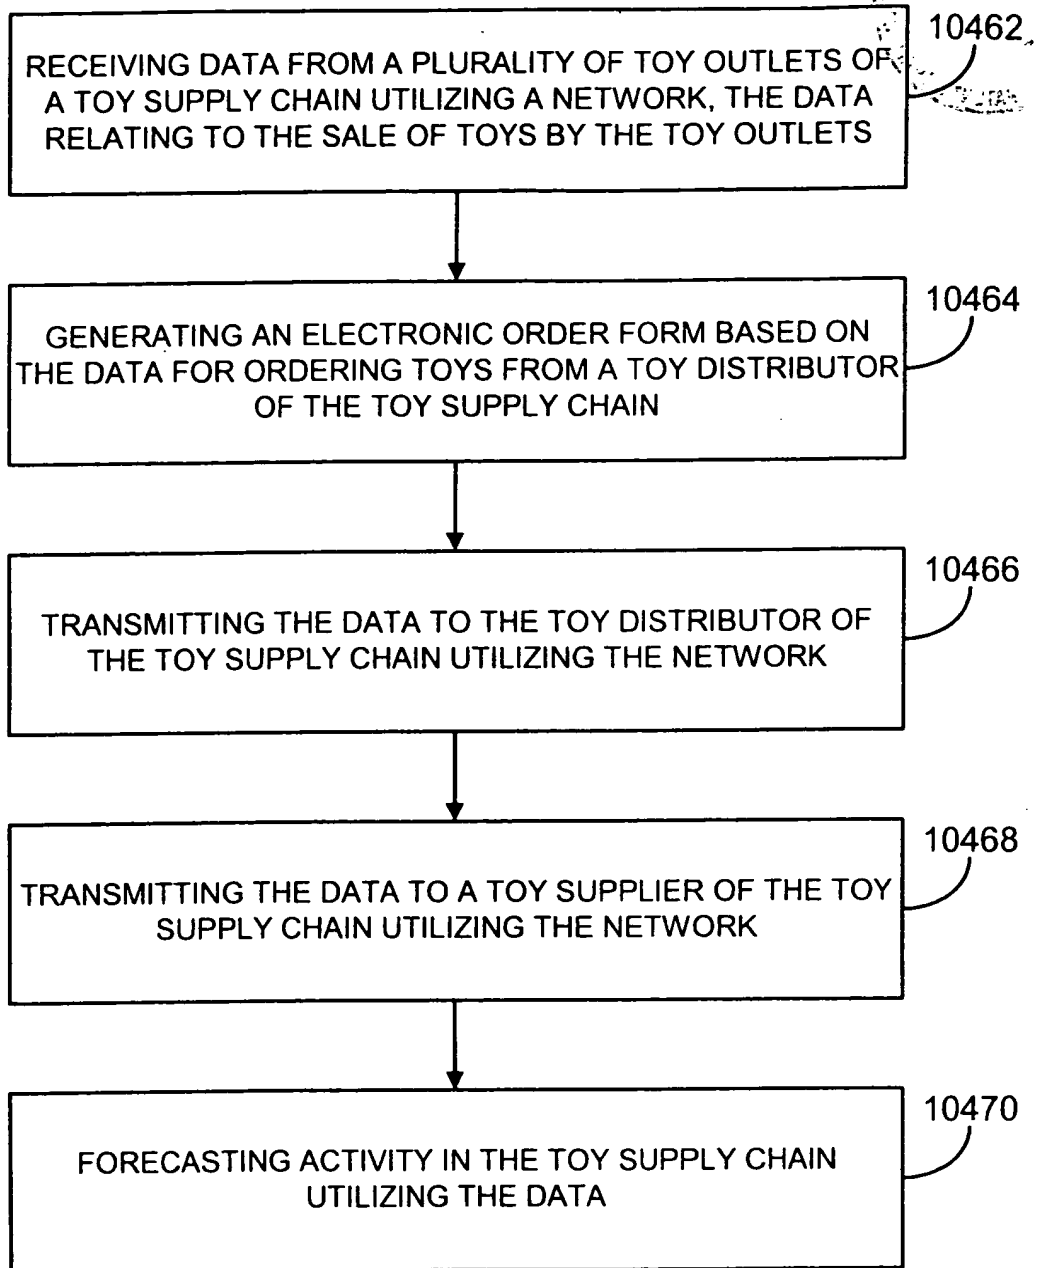 10462
RECEIVING DATA FROM A PLURALITY OF TOY OUTLETS OF
A TOY SUPPLY CHAIN UTILIZING A NETWORK, THE DATA
RELATING TO THE SALE OF TOYS BY THE TOY OUTLETS
10464
GENERATING AN ELECTRONIC ORDER FORM BASED ON
THE DATA FOR ORDERING TOYS FROM A TOY DISTRIBUTOR
OF THE TOY SUPPLY CHAIN
10466
TRANSMITTING THE DATA TO THE TOY DISTRIBUTOR OF
THE TOY SUPPLY CHAIN UTILIZING THE NETWORK
10468
TRANSMITTING THE DATA TO A TOY SUPPLIER OF THE TOY
SUPPLY CHAIN UTILIZING THE NETWORK
10470
FORECASTING ACTIVITY IN THE TOY SUPPLY CHAIN
UTILIZING THE DATA